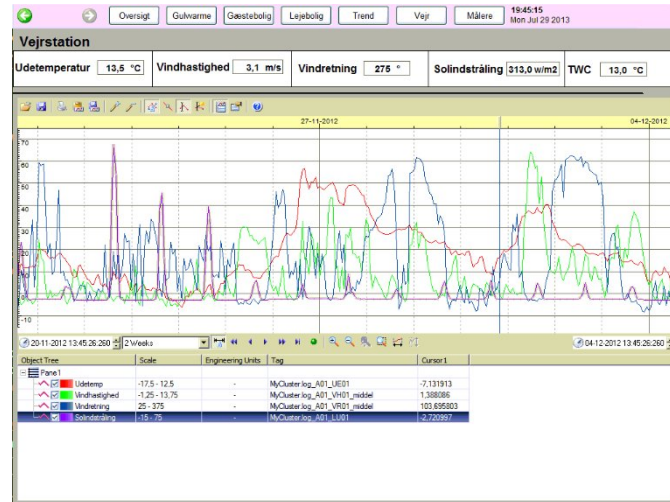 Oversigt Gulvarme Gæstebolig Lejebolig Trend Vejr Målere 19:45:15
Mon Jul 29 2013
Vejrstation
Udetemperatur 13,5 °C Vindhastighed 3,1 m/s Vindretning 275 ° Solindstråling 313,0 w/m2 TWC 13,0 °C
27-11-2012 04-12-2012
70
60
50
40
30
20
10
0
-10
20-11-2012 13:45:26:260 2 Weeks 04-12-2012 13:45:26:260
Object Tree Scale Engineering Units Tag Cursor1
Pane1
Udetemp -17,5 - 12,5 - MyCluster.log_A01_UE01 -7,131913
Vindhastighed -1,25 - 13,75 - MyCluster.log_A01_VH01_middel 1,388086
Vindretning 25 - 375 - MyCluster.log_A01_VR01_middel 103,695803
Solindstråling -15 - 75 - MyCluster.log_A01_LU01 -2,720997